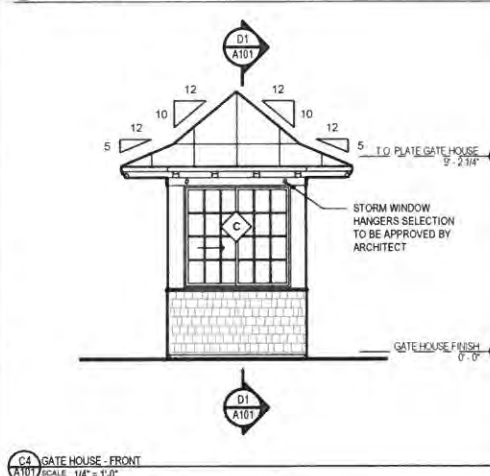 D1
A101
12
12
10
10
12
12
5
5
T.O. PLATE GATE HOUSE
9' - 2 1/4"
STORM WINDOW
HANGERS SELECTION
TO BE APPROVED BY
ARCHITECT
C
GATE HOUSE FINISH
0' - 0"
D1
A101
C4
GATE HOUSE - FRONT
A101
SCALE 1/4" = 1'-0"